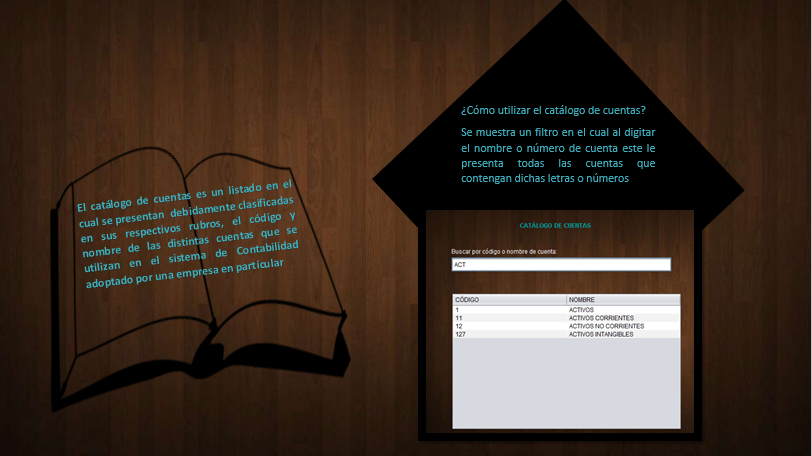 El catálogo de cuentas es un listado en el
cual se presentan debidamente clasificadas
en sus respectivos rubros, el código y
nombre de las distintas cuentas que se
utilizan en el sistema de Contabilidad
adoptado por una empresa en particular
¿Cómo utilizar el catálogo de cuentas?
Se muestra un filtro en el cual al digitar
el nombre o número de cuenta este le
presenta todas las cuentas que
contengan dichas letras o números
CATÁLOGO DE CUENTAS
Buscar por código o nombre de cuenta:
ACT
CÓDIGO NOMBRE
1 ACTIVOS
11 ACTIVOS CORRIENTES
12 ACTIVOS NO CORRIENTES
127 ACTIVOS INTANGIBLES